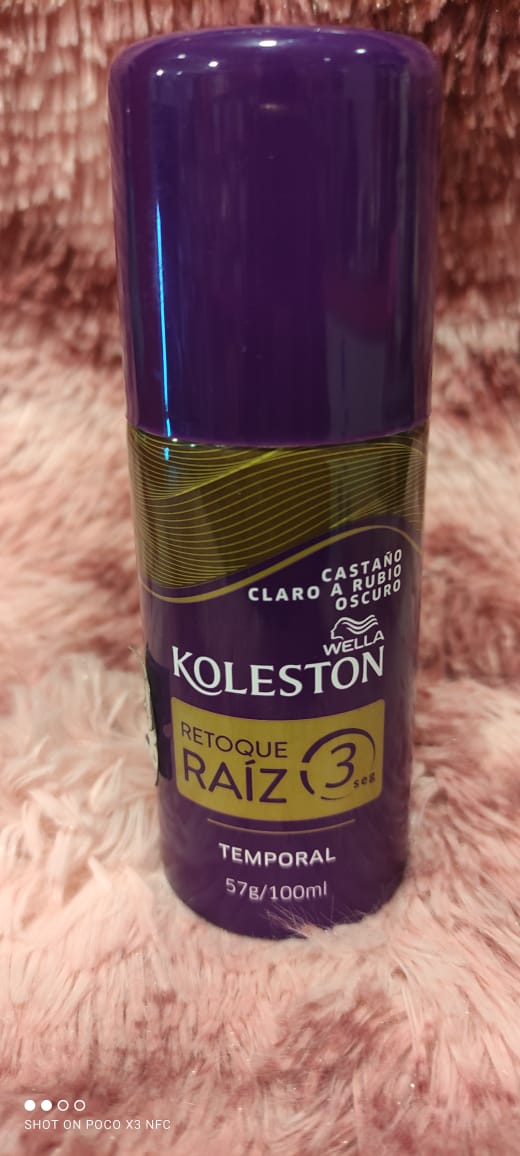 CASTAÑO
CLARO A RUBIO
OSCURO
WELLA
KOLESTON
RETOQUE
RAÍZ 3 seg
TEMPORAL
57g/100ml
SHOT ON POCO X3 NFC